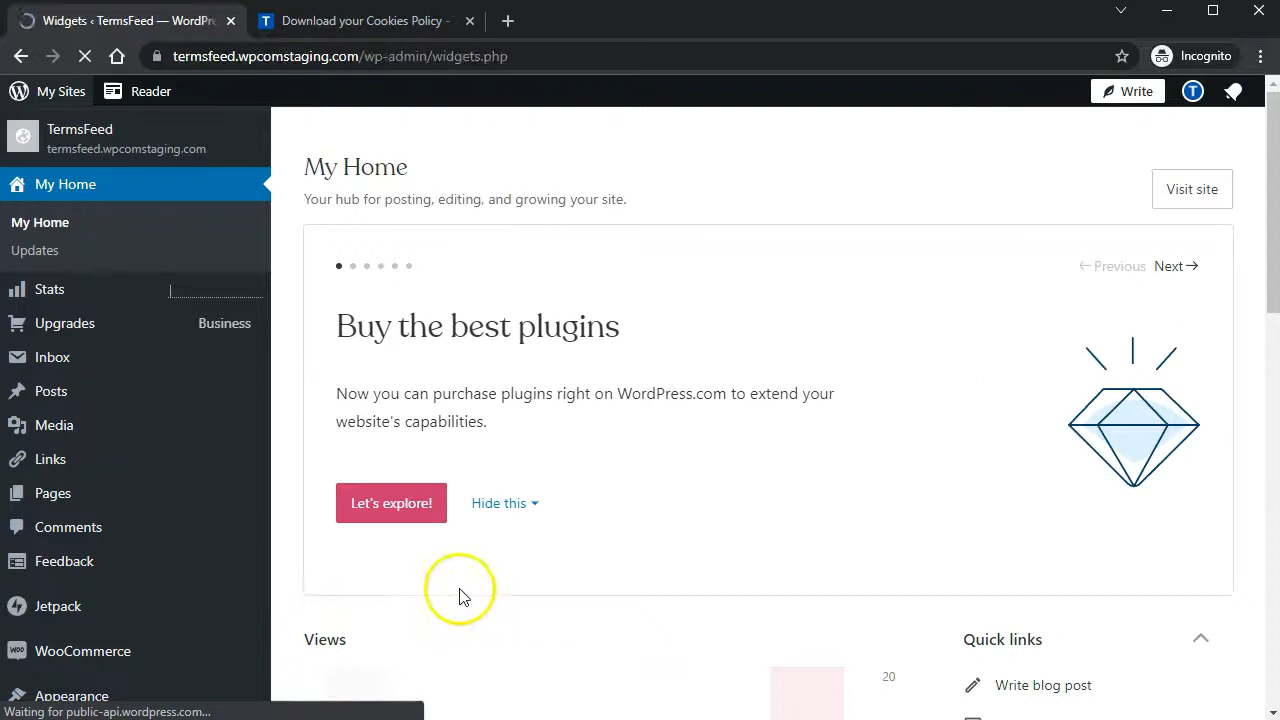 Widgets ‹ TermsFeed — WordPre
Download your Cookies Policy -
termsfeed.wpcomstaging.com/wp-admin/widgets.php
Incognito
My Sites
Reader
Write
T
TermsFeed
termsfeed.wpcomstaging.com
My Home
My Home
Updates
Stats
Upgrades
Business
Inbox
Posts
Media
Links
Pages
Comments
Feedback
Jetpack
WooCommerce
Appearance
Waiting for public-api.wordpress.com...
My Home
Your hub for posting, editing, and growing your site.
Visit site
Previous
Next
Buy the best plugins
Now you can purchase plugins right on WordPress.com to extend your
website's capabilities.
Let's explore!
Hide this
Views
20
Quick links
Write blog post